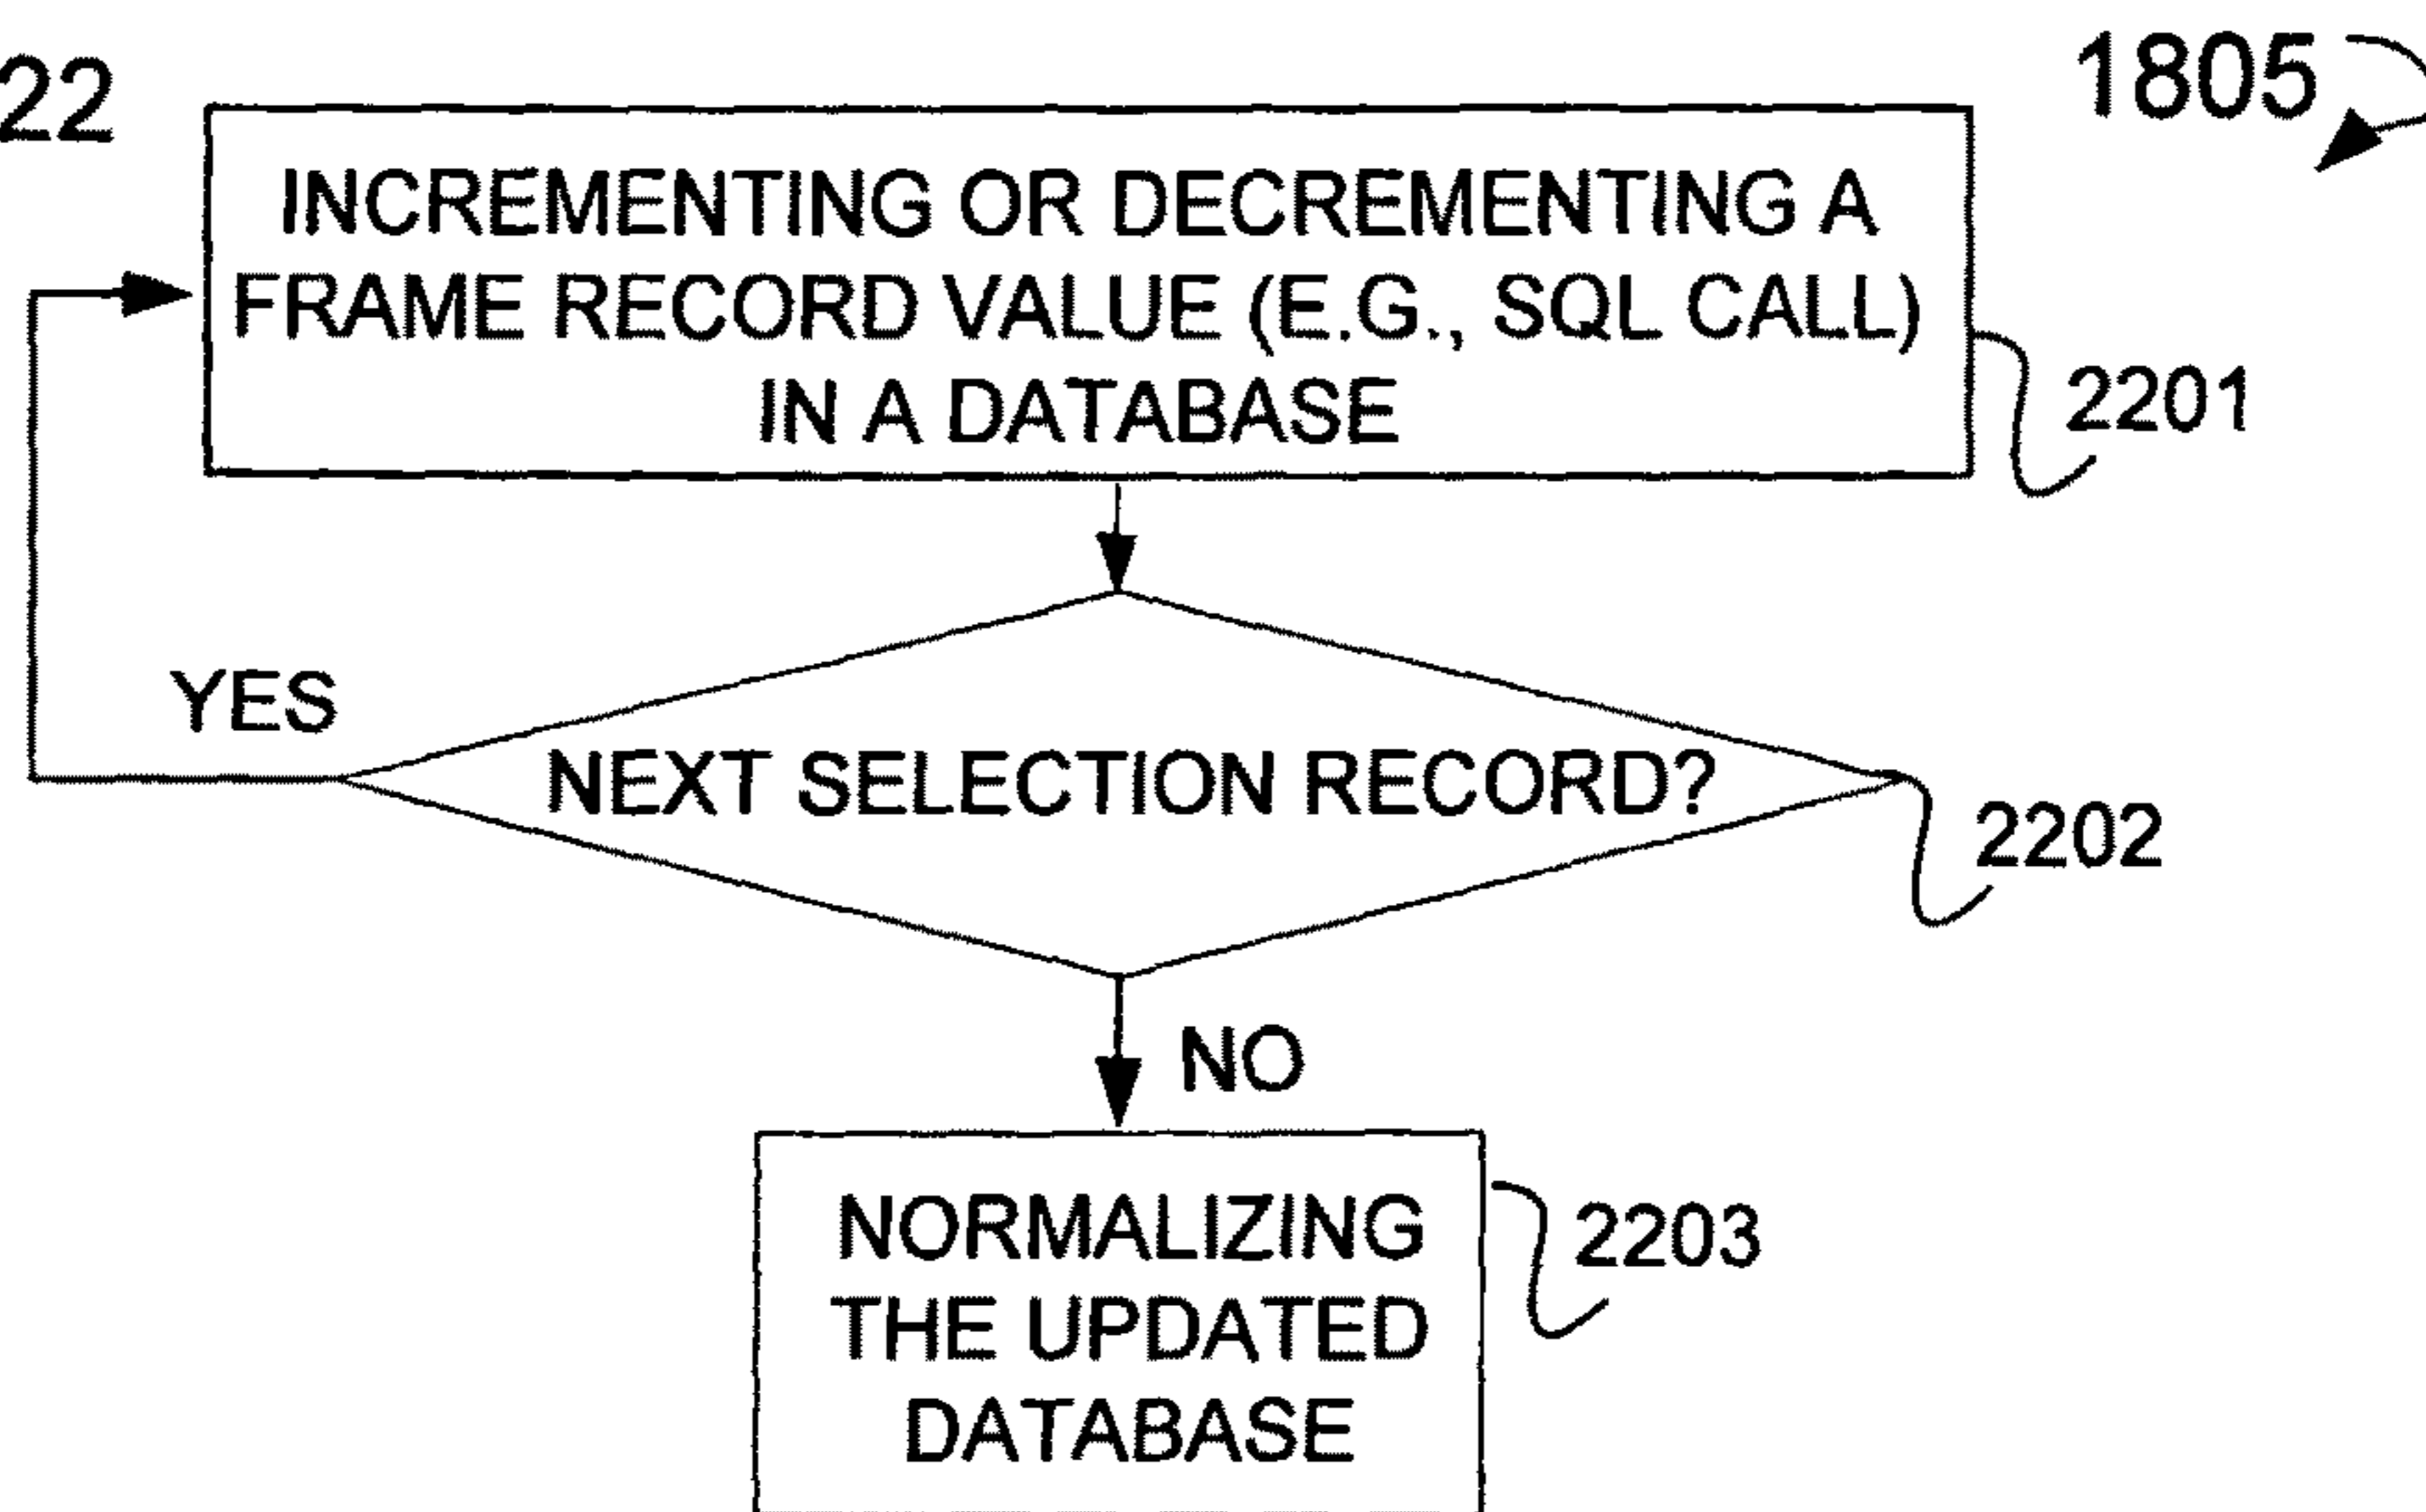 22
1805
INCREMENTING OR DECREMENTING A
FRAME RECORD VALUE (E.G., SQL CALL)
IN A DATABASE
2201
YES
NEXT SELECTION RECORD?
2202
NO
NORMALIZING
THE UPDATED
DATABASE
2203